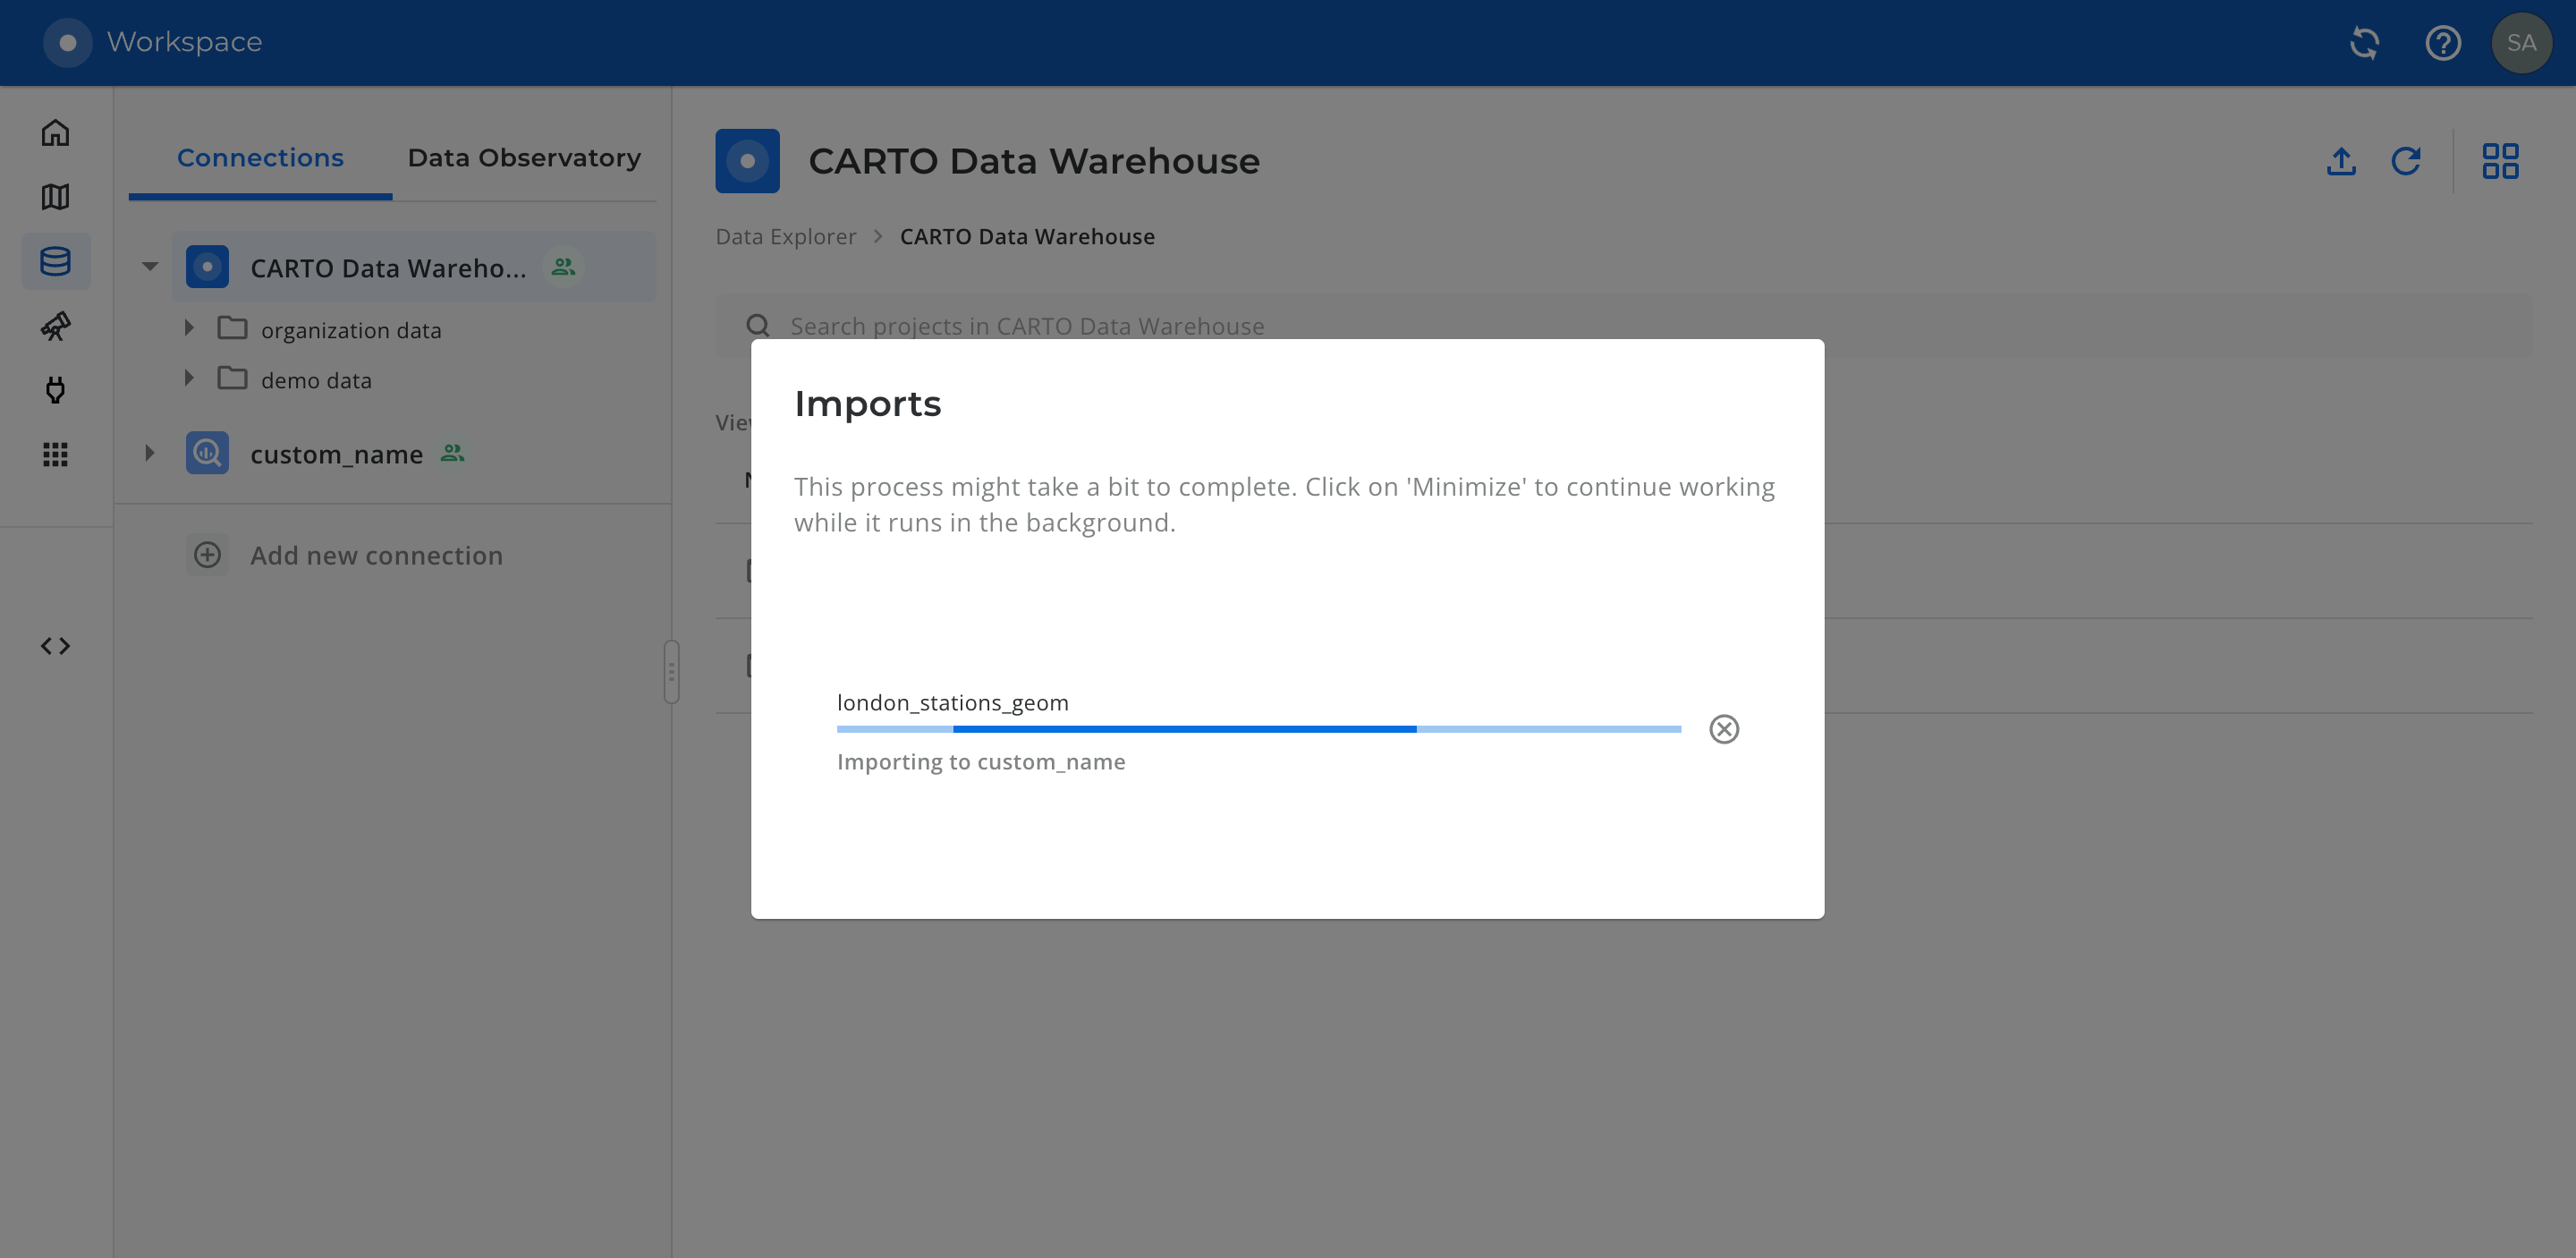 Workspace
SA
Connections
Data Observatory
CARTO Data Wareho...
organization data
demo data
custom_name
Add new connection
CARTO Data Warehouse
Data Explorer > CARTO Data Warehouse
Search projects in CARTO Data Warehouse
Imports
This process might take a bit to complete. Click on 'Minimize' to continue working
while it runs in the background.
london_stations_geom
Importing to custom_name